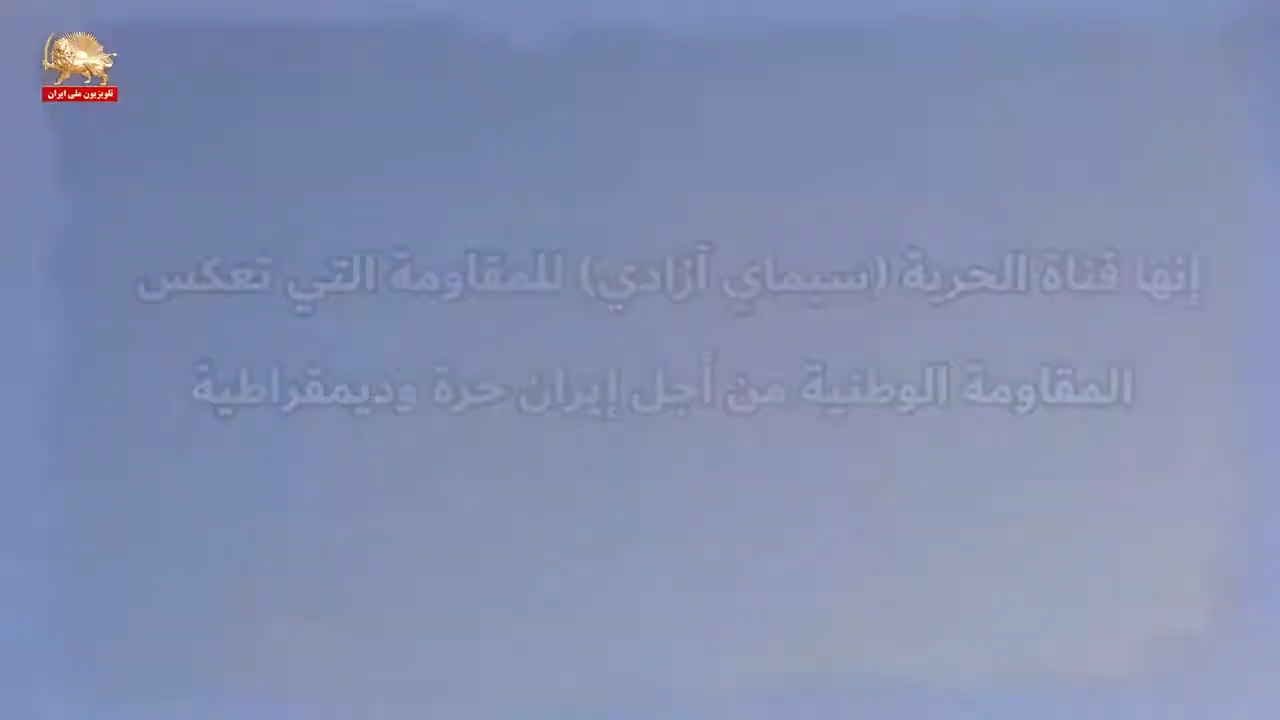 تلویزیون ملی ایران
إنها قناة الحرية (سيماي آزادي) للمقاومة التي تعكس
المقاومة الوطنية من أجل إيران حرة وديمقراطية